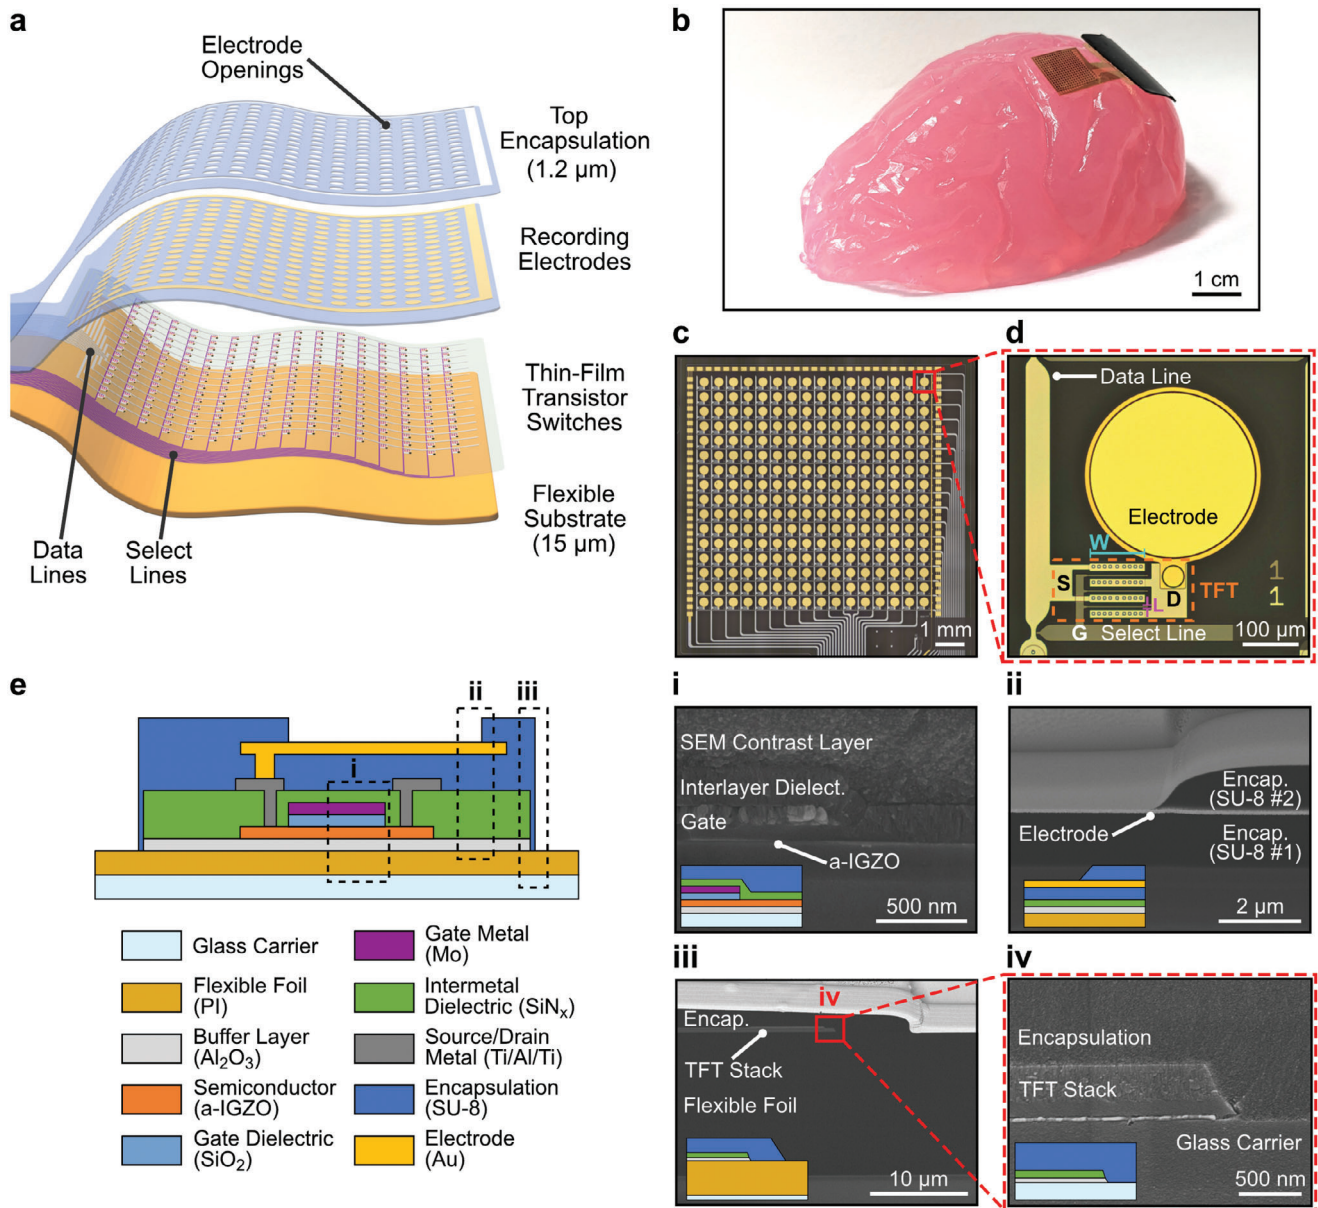 a
Electrode
Openings
Top
Encapsulation
(1.2 µm)
Recording
Electrodes
Thin-Film
Transistor
Switches
Flexible
Substrate
(15 µm)
Data
Lines
Select
Lines
b
1 cm
c
1 mm
d
Data Line
Electrode
W
S
D
TFT
L
G
Select Line
1
1
100 µm
e
i
ii
iii
Glass Carrier
Flexible Foil
(PI)
Buffer Layer
(Al₂O₃)
Semiconductor
(a-IGZO)
Gate Dielectric
(SiO₂)
Gate Metal
(Mo)
Intermetal
Dielectric (SiNₓ)
Source/Drain
Metal (Ti/Al/Ti)
Encapsulation
(SU-8)
Electrode
(Au)
i
SEM Contrast Layer
Interlayer Dielect.
Gate
a-IGZO
500 nm
ii
Encap.
(SU-8 #2)
Electrode
Encap.
(SU-8 #1)
2 µm
iii
iv
Encap.
TFT Stack
Flexible Foil
10 µm
iv
Encapsulation
TFT Stack
Glass Carrier
500 nm